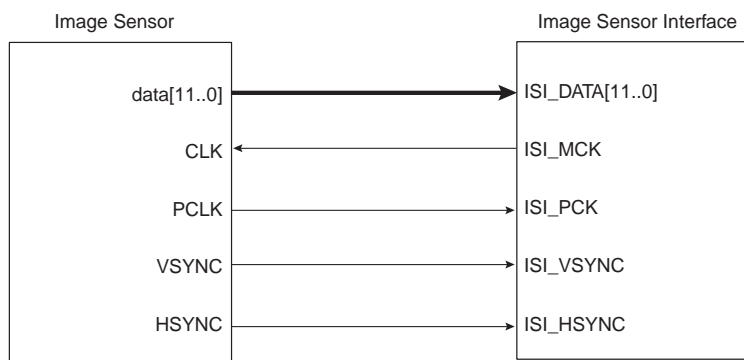 Image Sensor
Image Sensor Interface
data[11..0]
ISI_DATA[11..0]
CLK
ISI_MCK
PCLK
ISI_PCK
VSYNC
ISI_VSYNC
HSYNC
ISI_HSYNC